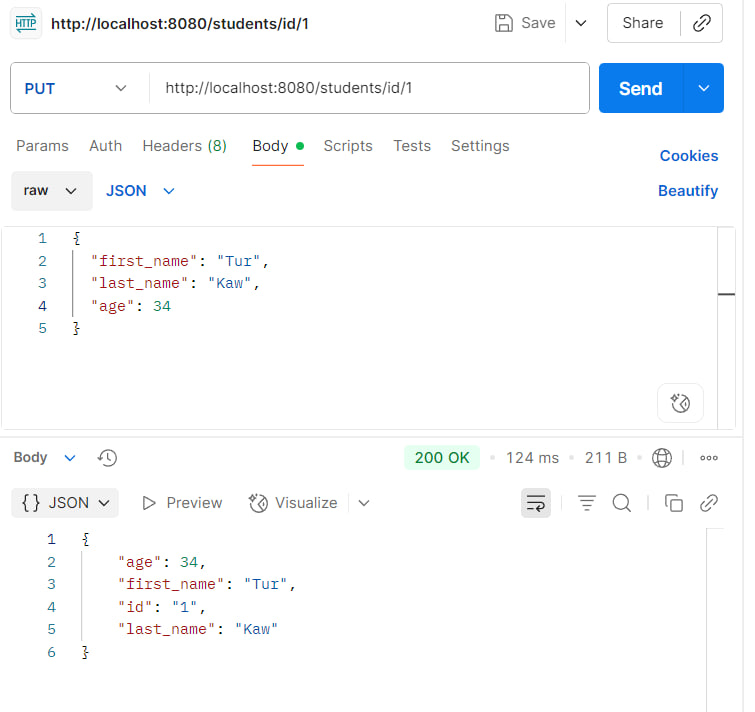 HTTP http://localhost:8080/students/id/1 Save Share
PUT http://localhost:8080/students/id/1 Send
Params Auth Headers (8) Body Scripts Tests Settings Cookies
raw JSON Beautify
1 {
2 "first_name": "Tur",
3 "last_name": "Kaw",
4 "age": 34
5 }
Body 200 OK • 124 ms • 211 B •
{} JSON Preview Visualize
1 {
2 "age": 34,
3 "first_name": "Tur",
4 "id": "1",
5 "last_name": "Kaw"
6 }